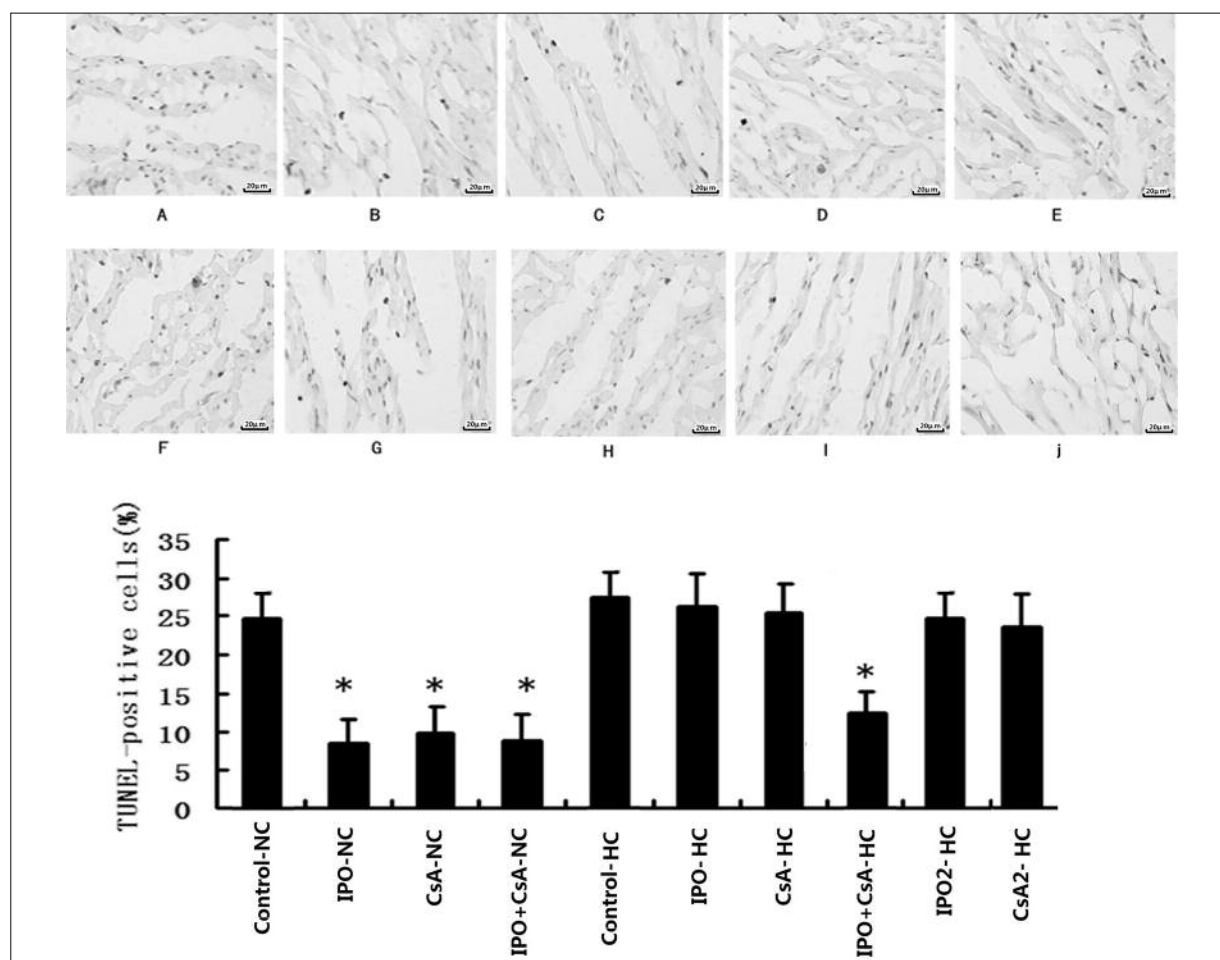 20μm 20μm 20μm 20μm 20μm
A B C D E
20μm 20μm 20μm 20μm 20μm
F G H I j
TUNEL-positive cells(%)
35
30
25
20
15
10
5
0
* * * *
Control-NC
IPO-NC
CsA-NC
IPO+CsA-NC
Control-HC
IPO-HC
CsA-HC
IPO+CsA-HC
IPO2-HC
CsA2-HC